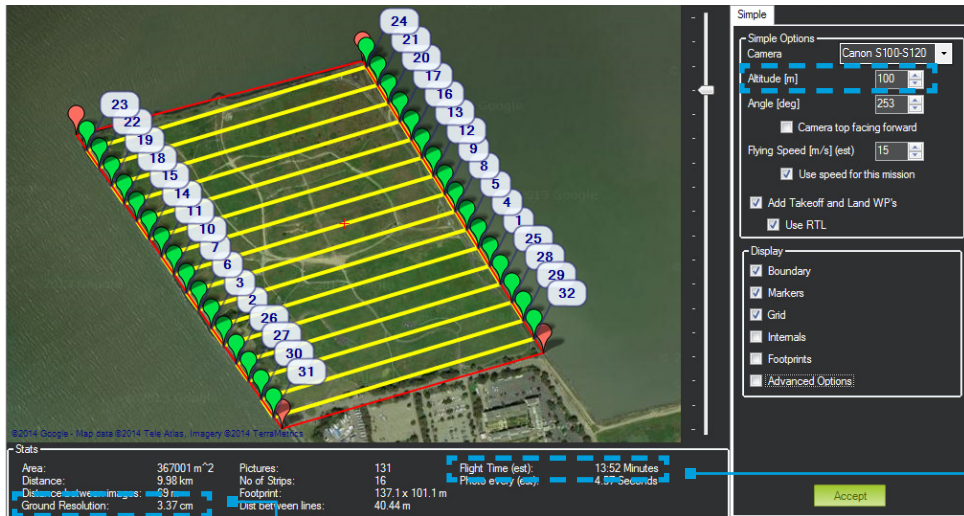 24
21
20
17
16
13
12
9
8
5
4
1
25
28
29
32
23
22
19
18
15
14
11
10
7
6
3
2
26
27
30
31
©2014 Google - Map data ©2014 Tele Atlas, Imagery ©2014 TerraMetrics
Simple
Simple Options
Camera Canon S100-S120
Altitude [m] 100
Angle [deg] 253
Camera top facing forward
Flying Speed [m/s] (est) 15
Use speed for this mission
Add Takeoff and Land WP's
Use RTL
Display
Boundary
Markers
Grid
Internals
Footprints
Advanced Options
Stats
Area: 367001 m^2 Pictures: 131 Flight Time (est): 13:52 Minutes
Distance: 9.98 km No of Strips: 16 Photo every (est): 4.57 Seconds
Distance between images: 69 m Footprint: 137.1 x 101.1 m
Ground Resolution: 3.37 cm Dist between lines: 40.44 m
Accept